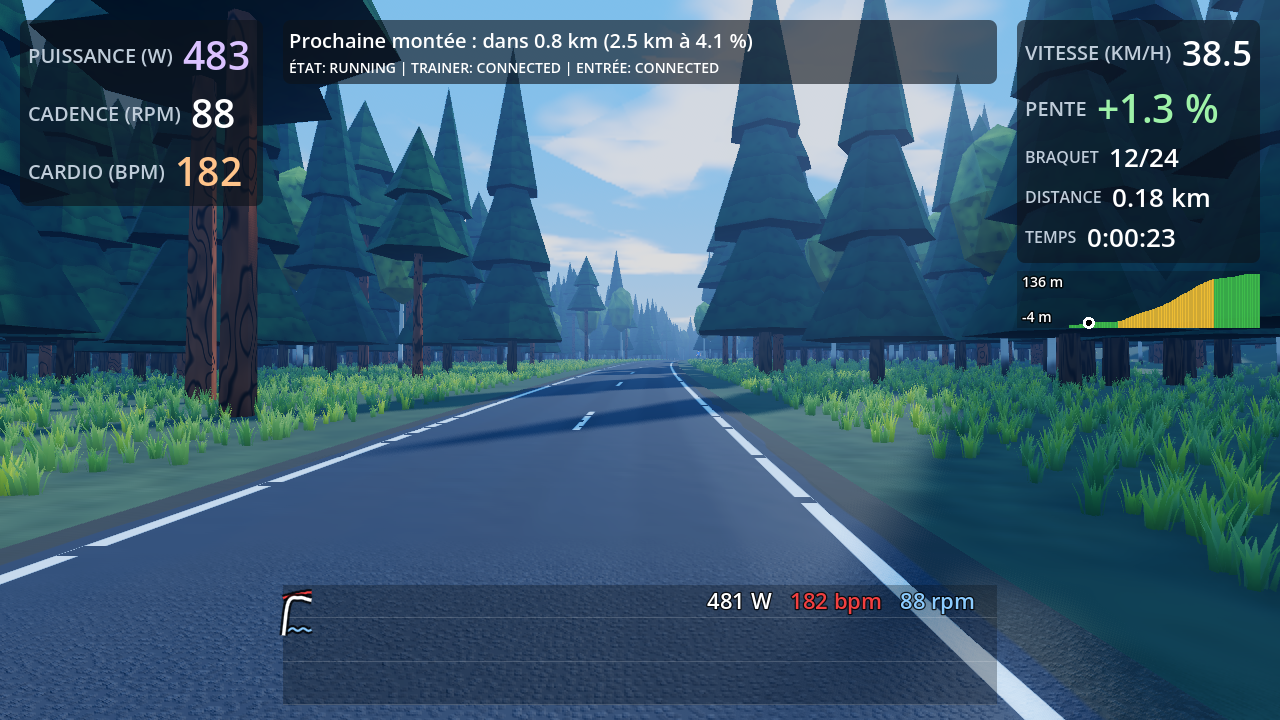 PUISSANCE (W) 483
CADENCE (RPM) 88
CARDIO (BPM) 182
Prochaine montée : dans 0.8 km (2.5 km à 4.1 %)
ÉTAT: RUNNING | TRAINER: CONNECTED | ENTRÉE: CONNECTED
VITESSE (KM/H) 38.5
PENTE +1.3 %
BRAQUET 12/24
DISTANCE 0.18 km
TEMPS 0:00:23
136 m
-4 m
481 W 182 bpm 88 rpm